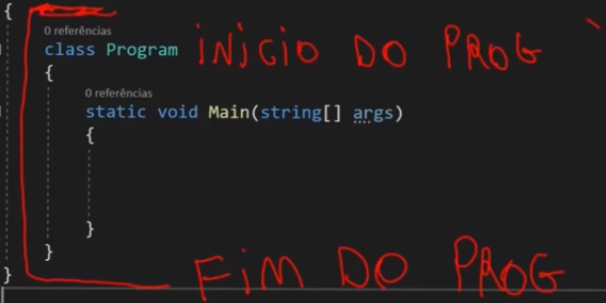 {
0 referências
class Program INICIO DO PROG
{
0 referências
static void Main(string[] args)
{
}
}
FIM DO PROG
}